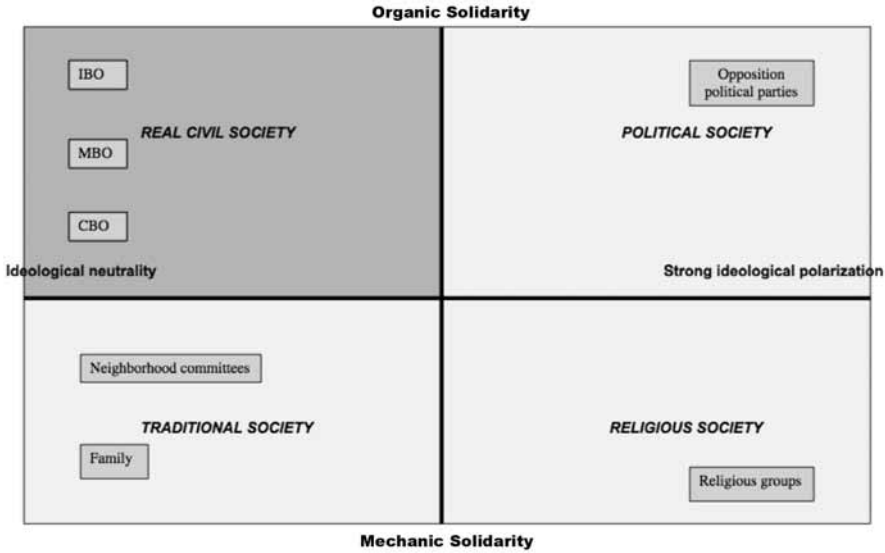 Organic Solidarity
IBO
Opposition
political parties
REAL CIVIL SOCIETY
POLITICAL SOCIETY
MBO
CBO
Ideological neutrality
Strong ideological polarization
Neighborhood committees
TRADITIONAL SOCIETY
RELIGIOUS SOCIETY
Family
Religious groups
Mechanic Solidarity